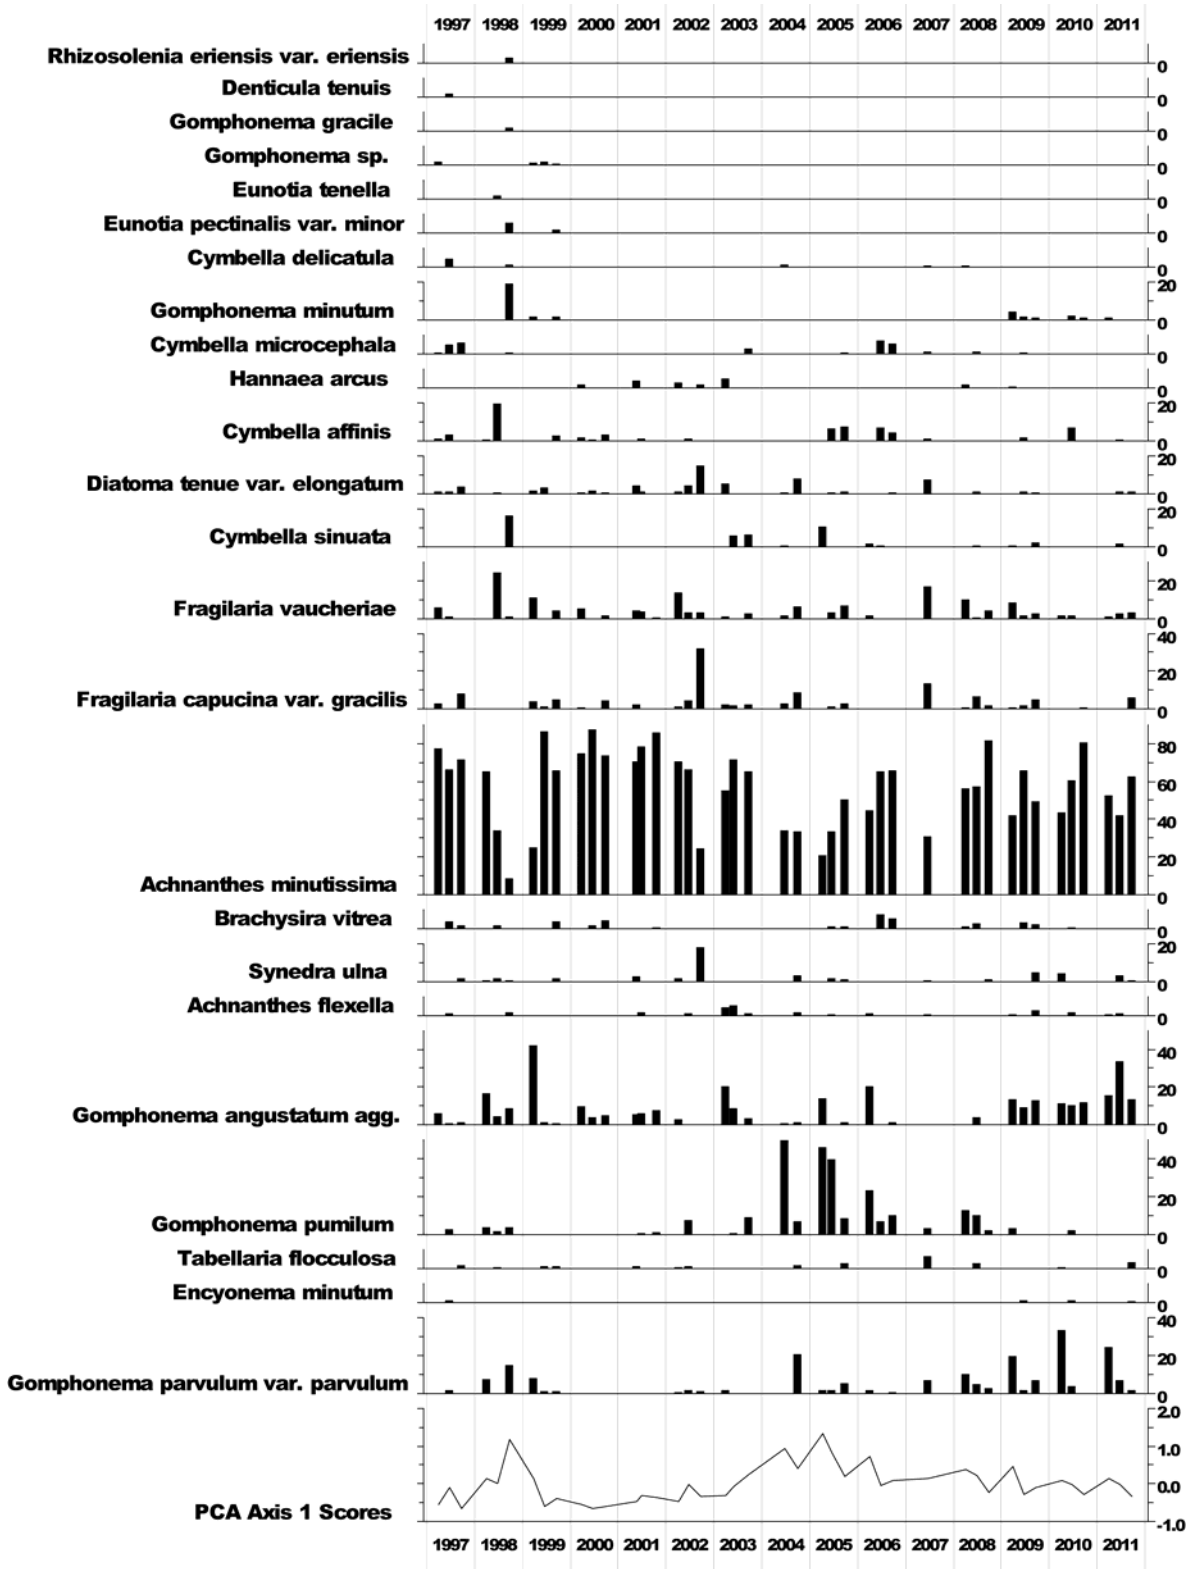 1997 1998 1999 2000 2001 2002 2003 2004 2005 2006 2007 2008 2009 2010 2011
Rhizosolenia eriensis var. eriensis 0
Denticula tenuis 0
Gomphonema gracile 0
Gomphonema sp. 0
Eunotia tenella 0
Eunotia pectinalis var. minor 0
Cymbella delicatula 0
20
Gomphonema minutum 0
Cymbella microcephala 0
Hannaea arcus 0
20
Cymbella affinis 0
20
Diatoma tenue var. elongatum 0
20
Cymbella sinuata 0
20
Fragilaria vaucheriae 0
40
20
Fragilaria capucina var. gracilis 0
80
60
40
20
Achnanthes minutissima 0
Brachysira vitrea 0
20
Synedra ulna 0
Achnanthes flexella 0
40
20
Gomphonema angustatum agg. 0
40
20
Gomphonema pumilum 0
Tabellaria flocculosa 0
Encyonema minutum 0
40
20
Gomphonema parvulum var. parvulum 0
2.0
1.0
0.0
PCA Axis 1 Scores
-1.0
1997 1998 1999 2000 2001 2002 2003 2004 2005 2006 2007 2008 2009 2010 2011